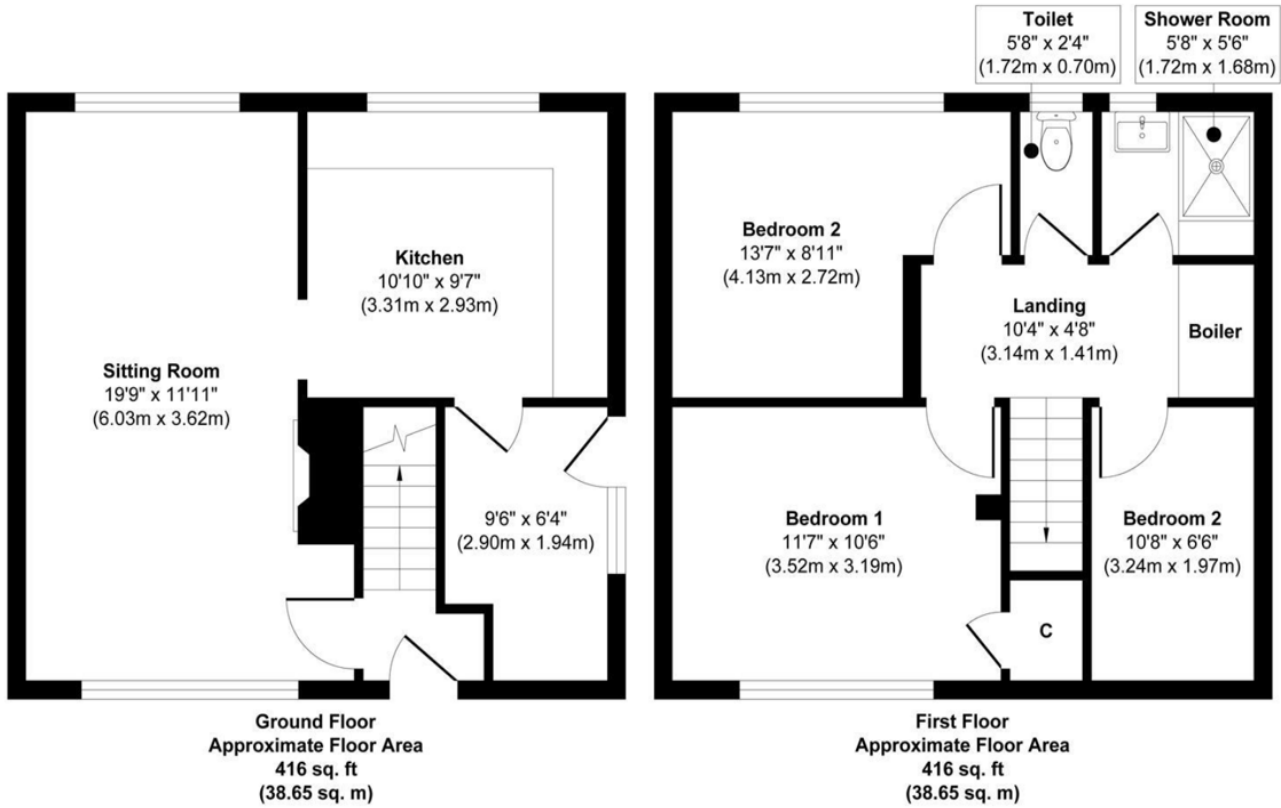 Toilet
5'8" x 2'4"
(1.72m x 0.70m)
Shower Room
5'8" x 5'6"
(1.72m x 1.68m)
Kitchen
10'10" x 9'7"
(3.31m x 2.93m)
Sitting Room
19'9" x 11'11"
(6.03m x 3.62m)
9'6" x 6'4"
(2.90m x 1.94m)
Ground Floor
Approximate Floor Area
416 sq. ft
(38.65 sq. m)
Bedroom 2
13'7" x 8'11"
(4.13m x 2.72m)
Landing
10'4" x 4'8"
(3.14m x 1.41m)
Boiler
Bedroom 1
11'7" x 10'6"
(3.52m x 3.19m)
Bedroom 2
10'8" x 6'6"
(3.24m x 1.97m)
C
First Floor
Approximate Floor Area
416 sq. ft
(38.65 sq. m)